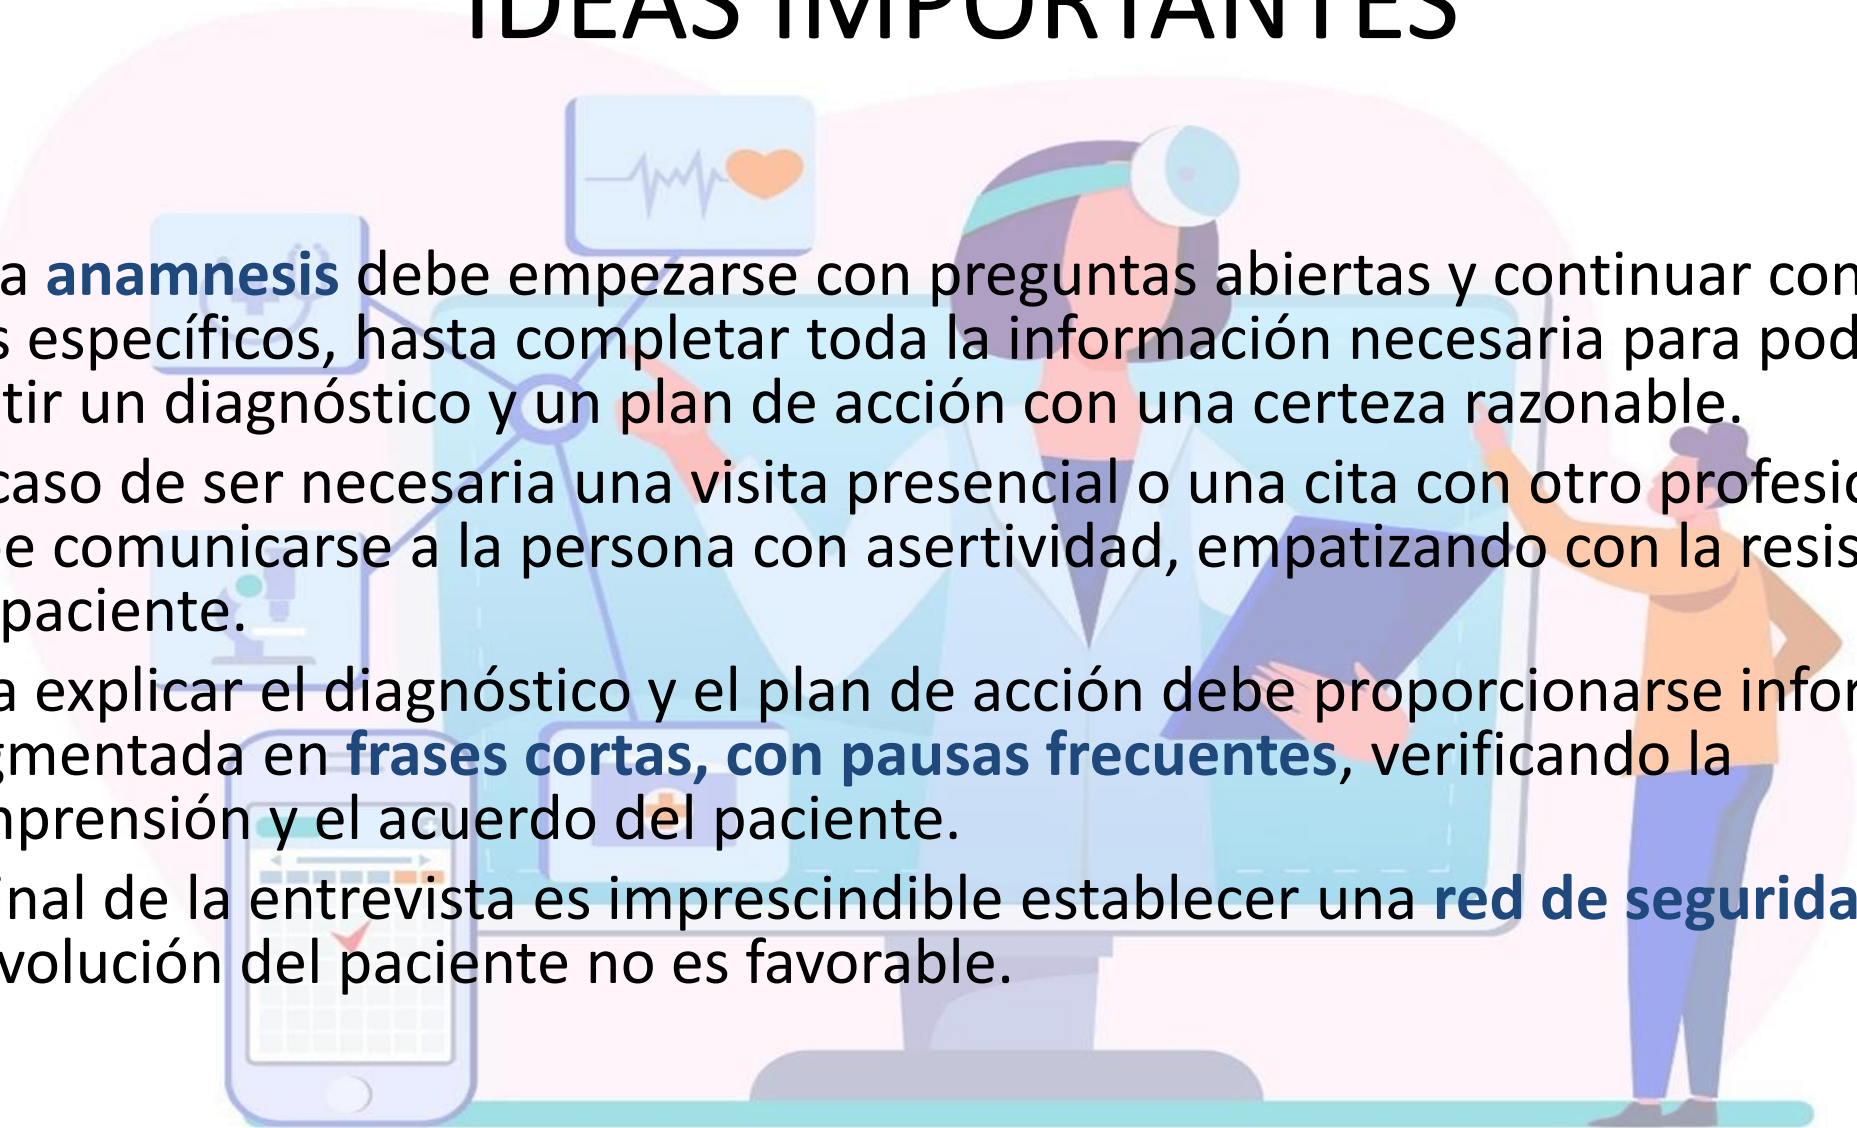 IDEAS IMPORTANTES
a anamnesis debe empezarse con preguntas abiertas y continuar con
s específicos, hasta completar toda la información necesaria para pod
tir un diagnóstico y un plan de acción con una certeza razonable.
caso de ser necesaria una visita presencial o una cita con otro profesio
e comunicarse a la persona con asertividad, empatizando con la resis
paciente.
a explicar el diagnóstico y el plan de acción debe proporcionarse infor
gmentada en frases cortas, con pausas frecuentes, verificando la
mprensión y el acuerdo del paciente.
inal de la entrevista es imprescindible establecer una red de segurida
volución del paciente no es favorable.